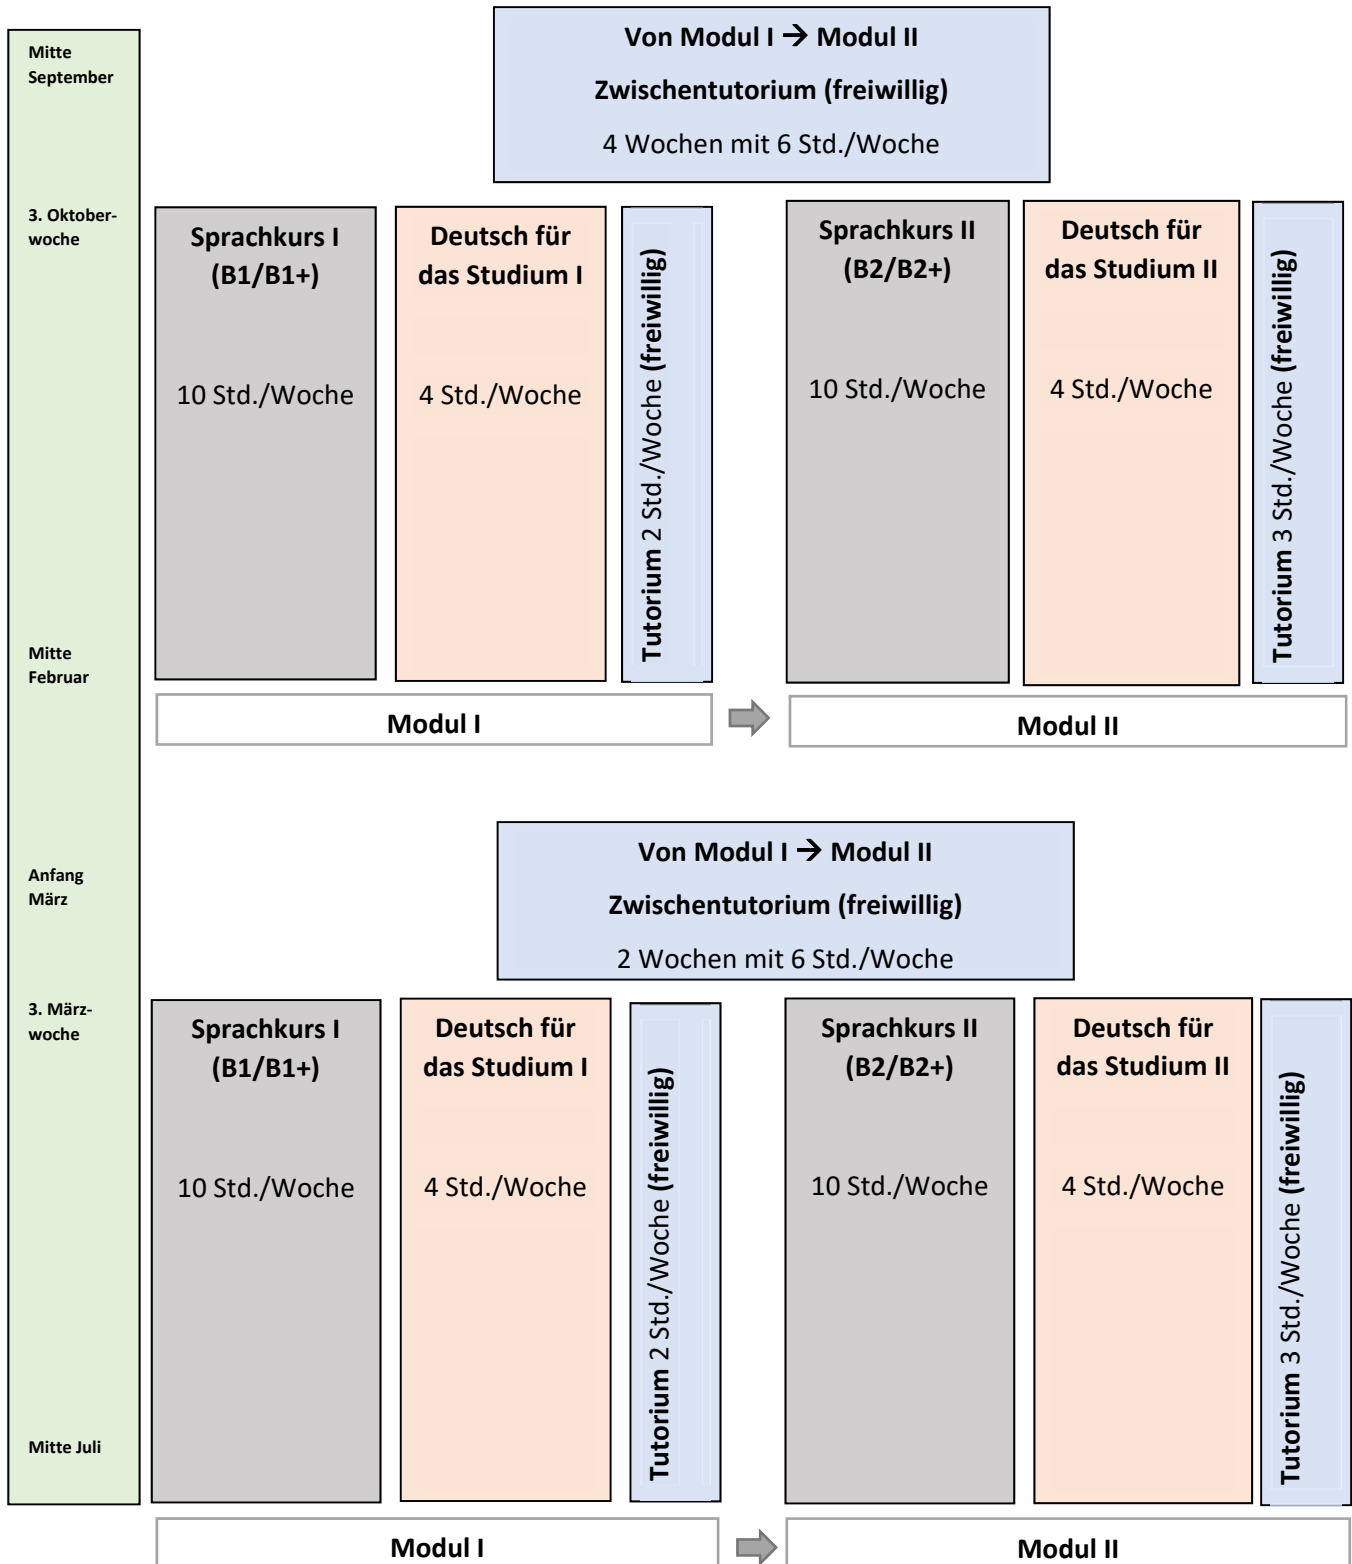 Mitte
September
Von Modul I → Modul II
Zwischentutorium (freiwillig)
4 Wochen mit 6 Std./Woche
3. Oktober-
woche
Sprachkurs I
(B1/B1+)
10 Std./Woche
Deutsch für
das Studium I
4 Std./Woche
Tutorium 2 Std./Woche (freiwillig)
Sprachkurs II
(B2/B2+)
10 Std./Woche
Deutsch für
das Studium II
4 Std./Woche
Tutorium 3 Std./Woche (freiwillig)
Mitte
Februar
Modul I
Modul II
Anfang
März
Von Modul I → Modul II
Zwischentutorium (freiwillig)
2 Wochen mit 6 Std./Woche
3. März-
woche
Sprachkurs I
(B1/B1+)
10 Std./Woche
Deutsch für
das Studium I
4 Std./Woche
Tutorium 2 Std./Woche (freiwillig)
Sprachkurs II
(B2/B2+)
10 Std./Woche
Deutsch für
das Studium II
4 Std./Woche
Tutorium 3 Std./Woche (freiwillig)
Mitte Juli
Modul I
Modul II